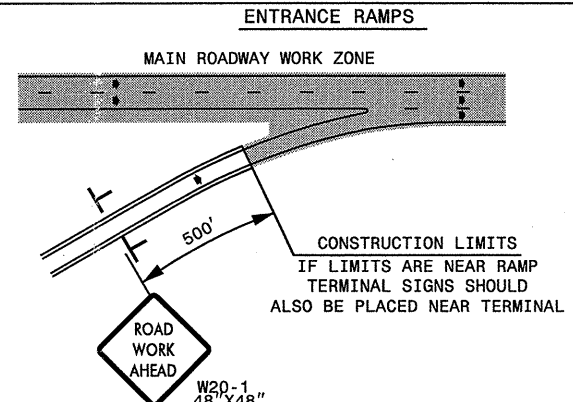 ENTRANCE RAMPS
MAIN ROADWAY WORK ZONE
500'
CONSTRUCTION LIMITS
IF LIMITS ARE NEAR RAMP
TERMINAL SIGNS SHOULD
ALSO BE PLACED NEAR TERMINAL
ROAD
WORK
AHEAD
W20-1
48"X48"